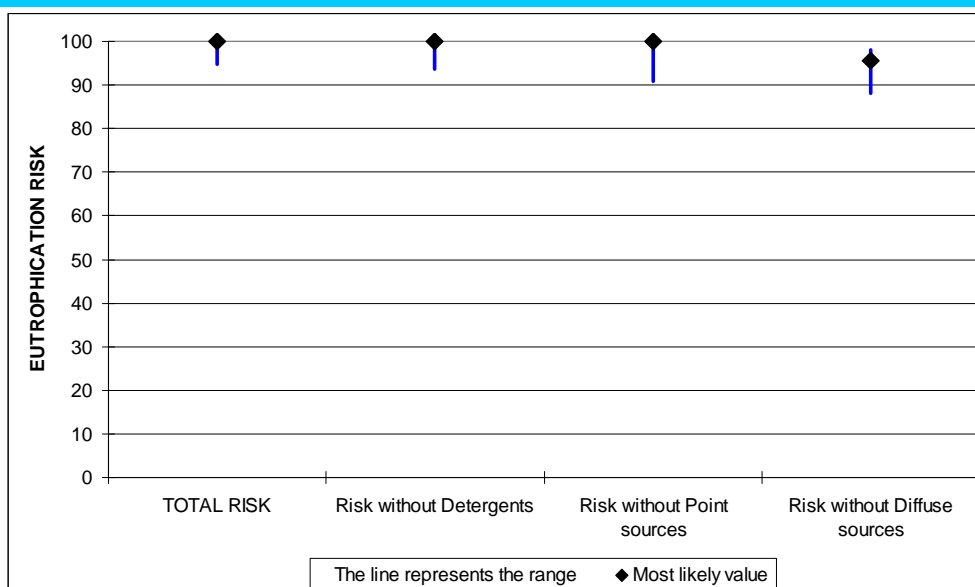 EUTROPHICATION RISK
100
90
80
70
60
50
40
30
20
10
0
TOTAL RISK
Risk without Detergents
Risk without Point
sources
Risk without Diffuse
sources
The line represents the range
Most likely value